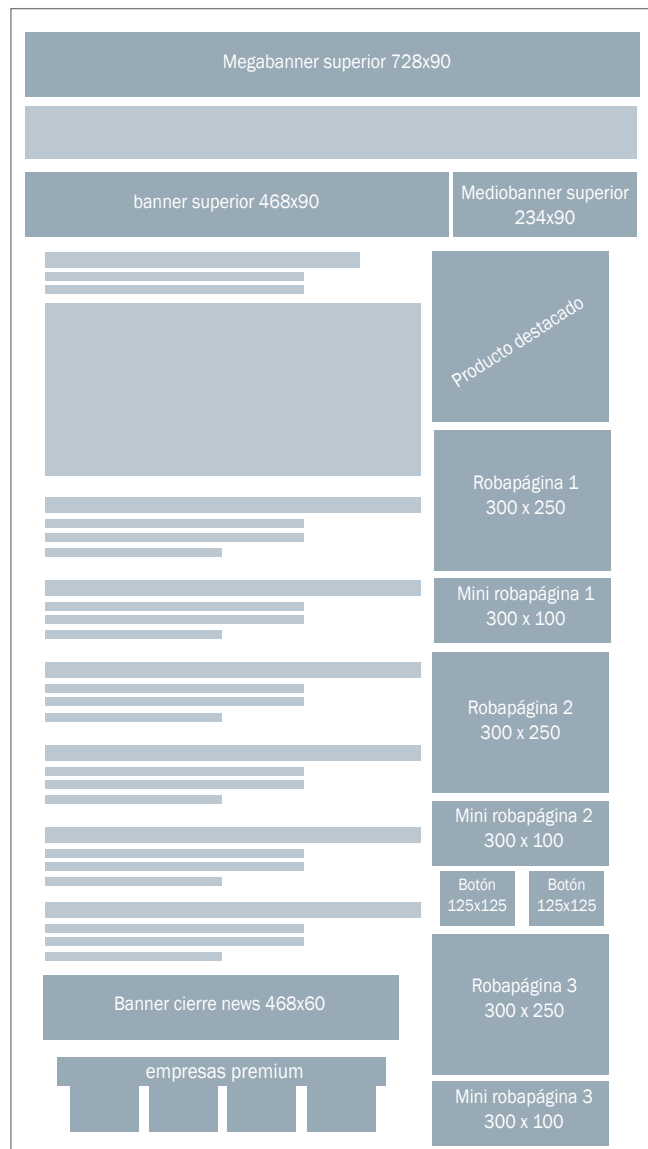 Megabanner superior 728x90
banner superior 468x90
Mediobanner superior
234x90
Producto destacado
Robapágina 1
300 x 250
Mini robapágina 1
300 x 100
Robapágina 2
300 x 250
Mini robapágina 2
300 x 100
Botón
125x125
Botón
125x125
Robapágina 3
300 x 250
Banner cierre news 468x60
empresas premium
Mini robapágina 3
300 x 100